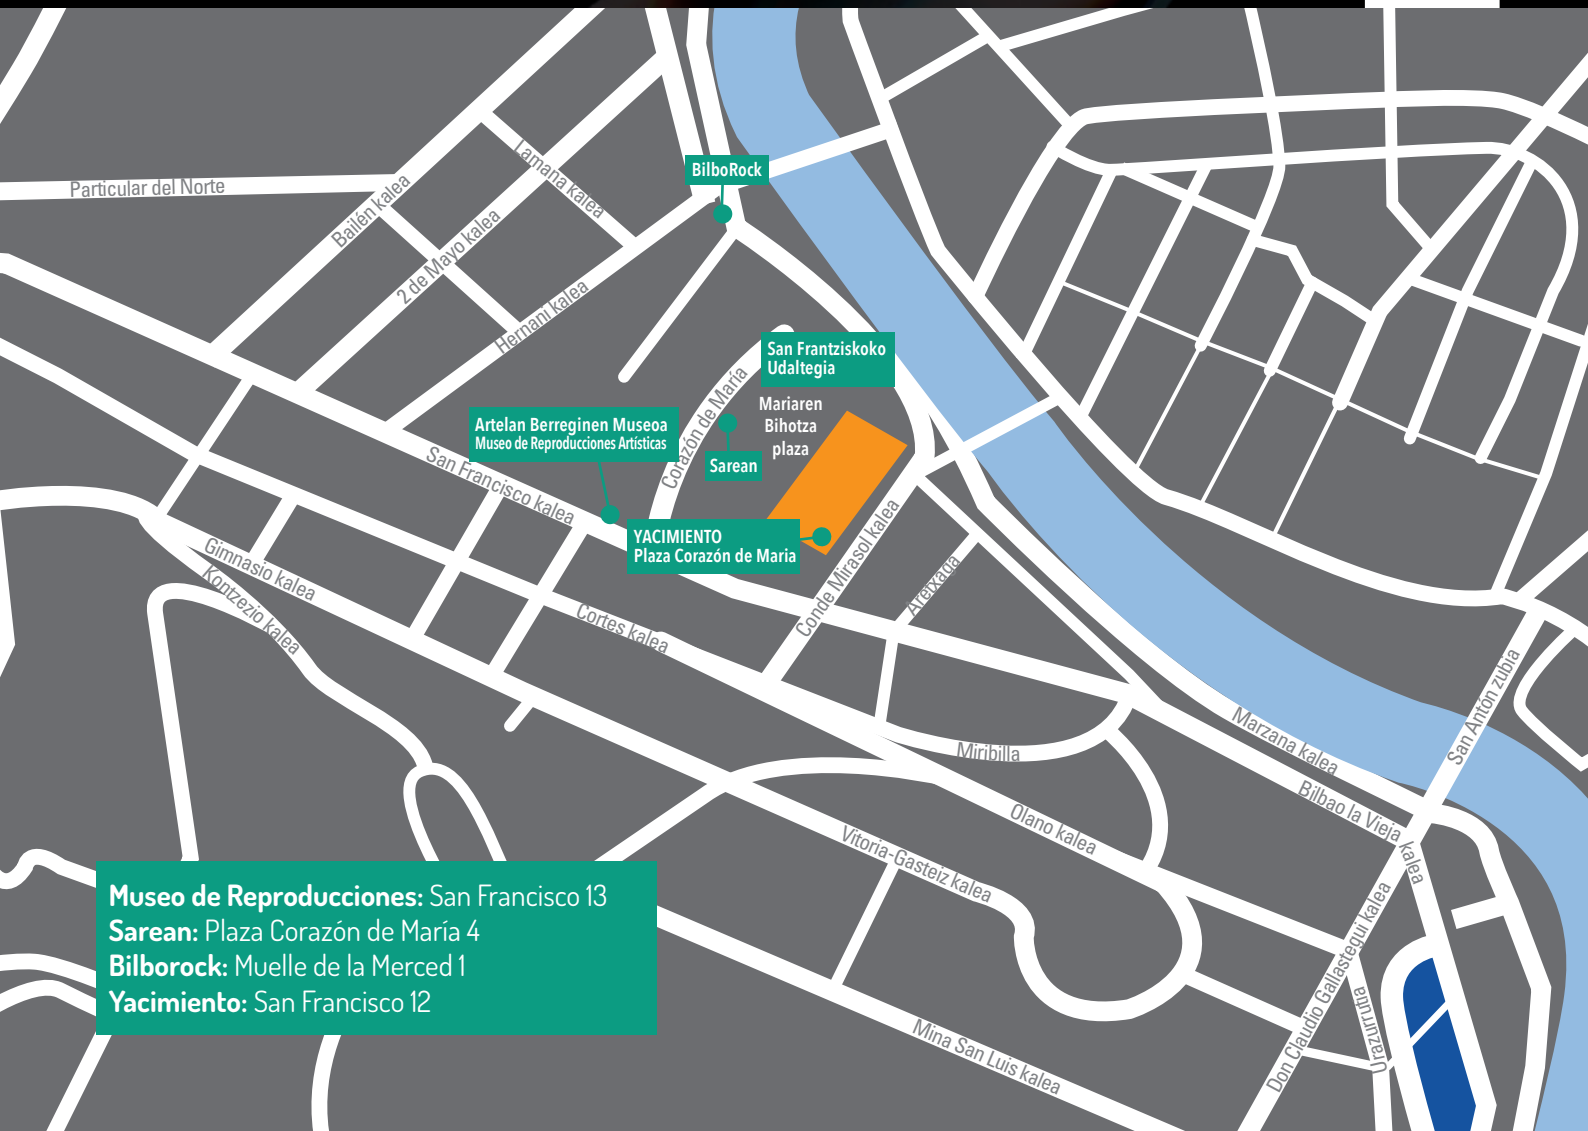 Particular del Norte
Bailén kalea
Lamana kalea
2 de Mayo kalea
Hernani kalea
BilboRock
San Frantziskoko
Udaltegia
Mariaren
Bihotza
plaza
Corazón de María
Artelan Berreginen Museoa
Museo de Reproducciones Artísticas
Sarean
San Francisco kalea
YACIMIENTO
Plaza Corazón de Maria
Conde Mirasol kalea
Aretxaga
Gimnasio kalea
Kontzezio kalea
Cortes kalea
Miribilla
Marzana kalea
San Antón zubia
Bilbao la Vieja kalea
Olano kalea
Vitoria-Gasteiz kalea
Don Claudio Gallastegui kalea
Urazurrutia
Mina San Luis kalea
Museo de Reproducciones: San Francisco 13
Sarean: Plaza Corazón de María 4
Bilborock: Muelle de la Merced 1
Yacimiento: San Francisco 12